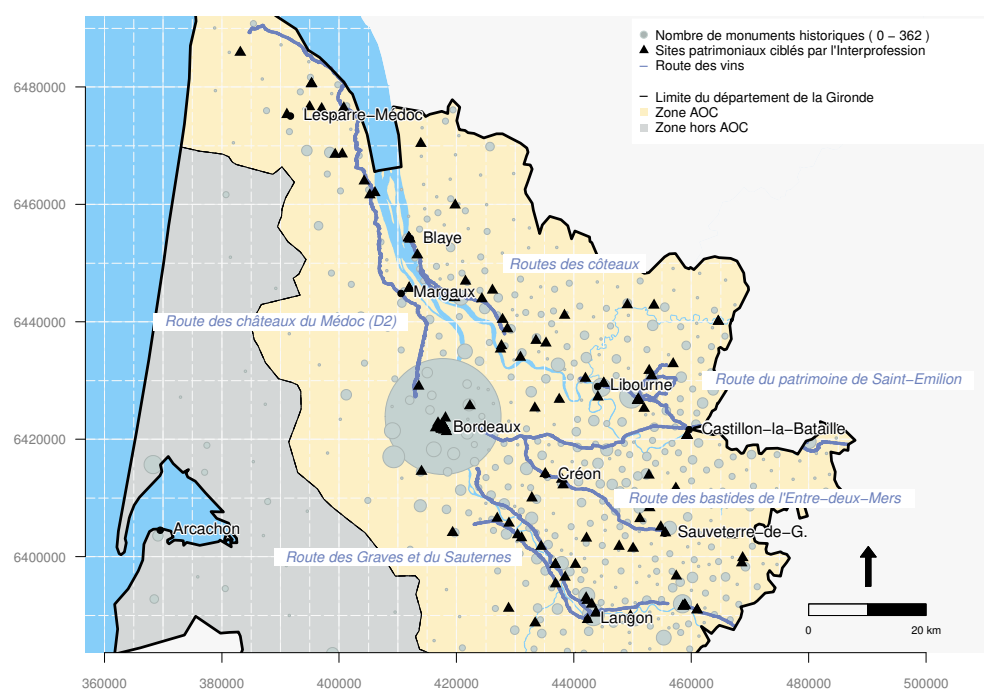 Nombre de monuments historiques ( 0 − 362 )
Sites patrimoniaux ciblés par l'Interprofession
Route des vins
Limite du département de la Gironde
Zone AOC
Zone hors AOC
6480000
Lesparre−Médoc
6460000
Blaye
Routes des côteaux
Margaux
6440000
Route des châteaux du Médoc (D2)
Libourne
Route du patrimoine de Saint−Emilion
6420000
Bordeaux
Castillon−la−Bataille
Créon
Route des bastides de l'Entre−deux−Mers
Arcachon
Sauveterre−de−G.
6400000
Route des Graves et du Sauternes
Langon
0
20 km
360000
380000
400000
420000
440000
460000
480000
500000